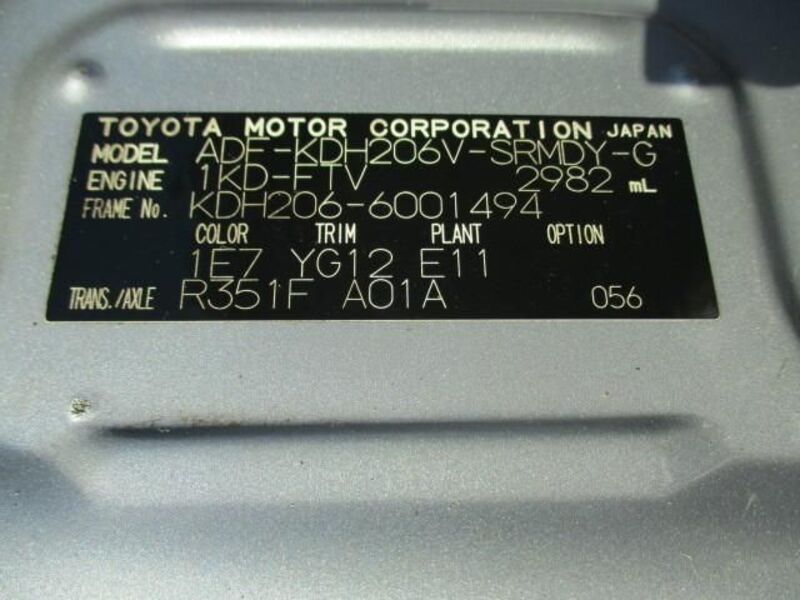 TOYOTA MOTOR CORPORATION JAPAN
MODEL ADF-KDH206V-SRMDY-G
ENGINE 1KD-FTV 2982 mL
FRAME No. KDH206-6001494
COLOR TRIM PLANT OPTION
1E7 YG12 E11
TRANS./AXLE R351F A01A 056